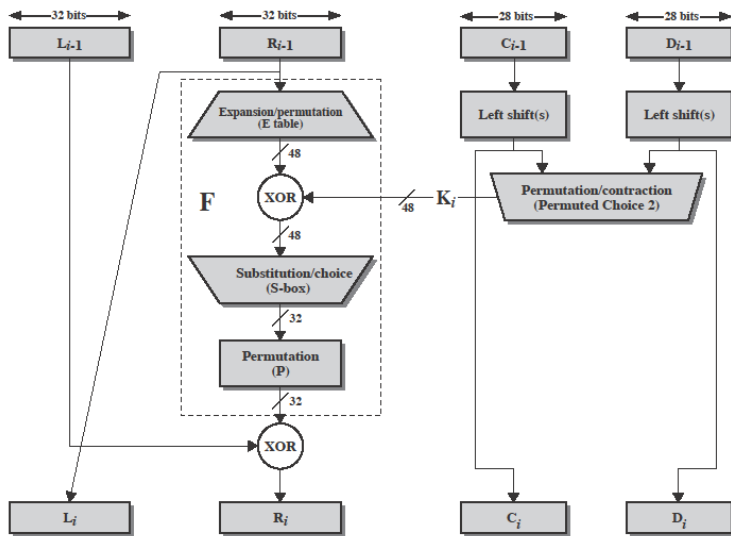 32 bits
32 bits
28 bits
28 bits
Li-1
Ri-1
Ci-1
Di-1
Expansion/permutation
(E table)
Left shift(s)
Left shift(s)
48
F
XOR
48
Ki
Permutation/contraction
(Permuted Choice 2)
48
Substitution/choice
(S-box)
32
Permutation
(P)
32
XOR
Li
Ri
Ci
Di